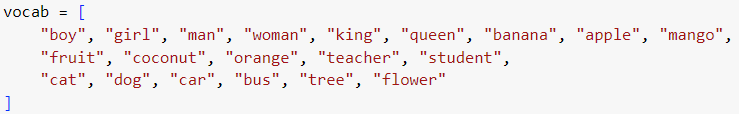 vocab = [
    "boy", "girl", "man", "woman", "king", "queen", "banana", "apple", "mango",
    "fruit", "coconut", "orange", "teacher", "student",
    "cat", "dog", "car", "bus", "tree", "flower"
]